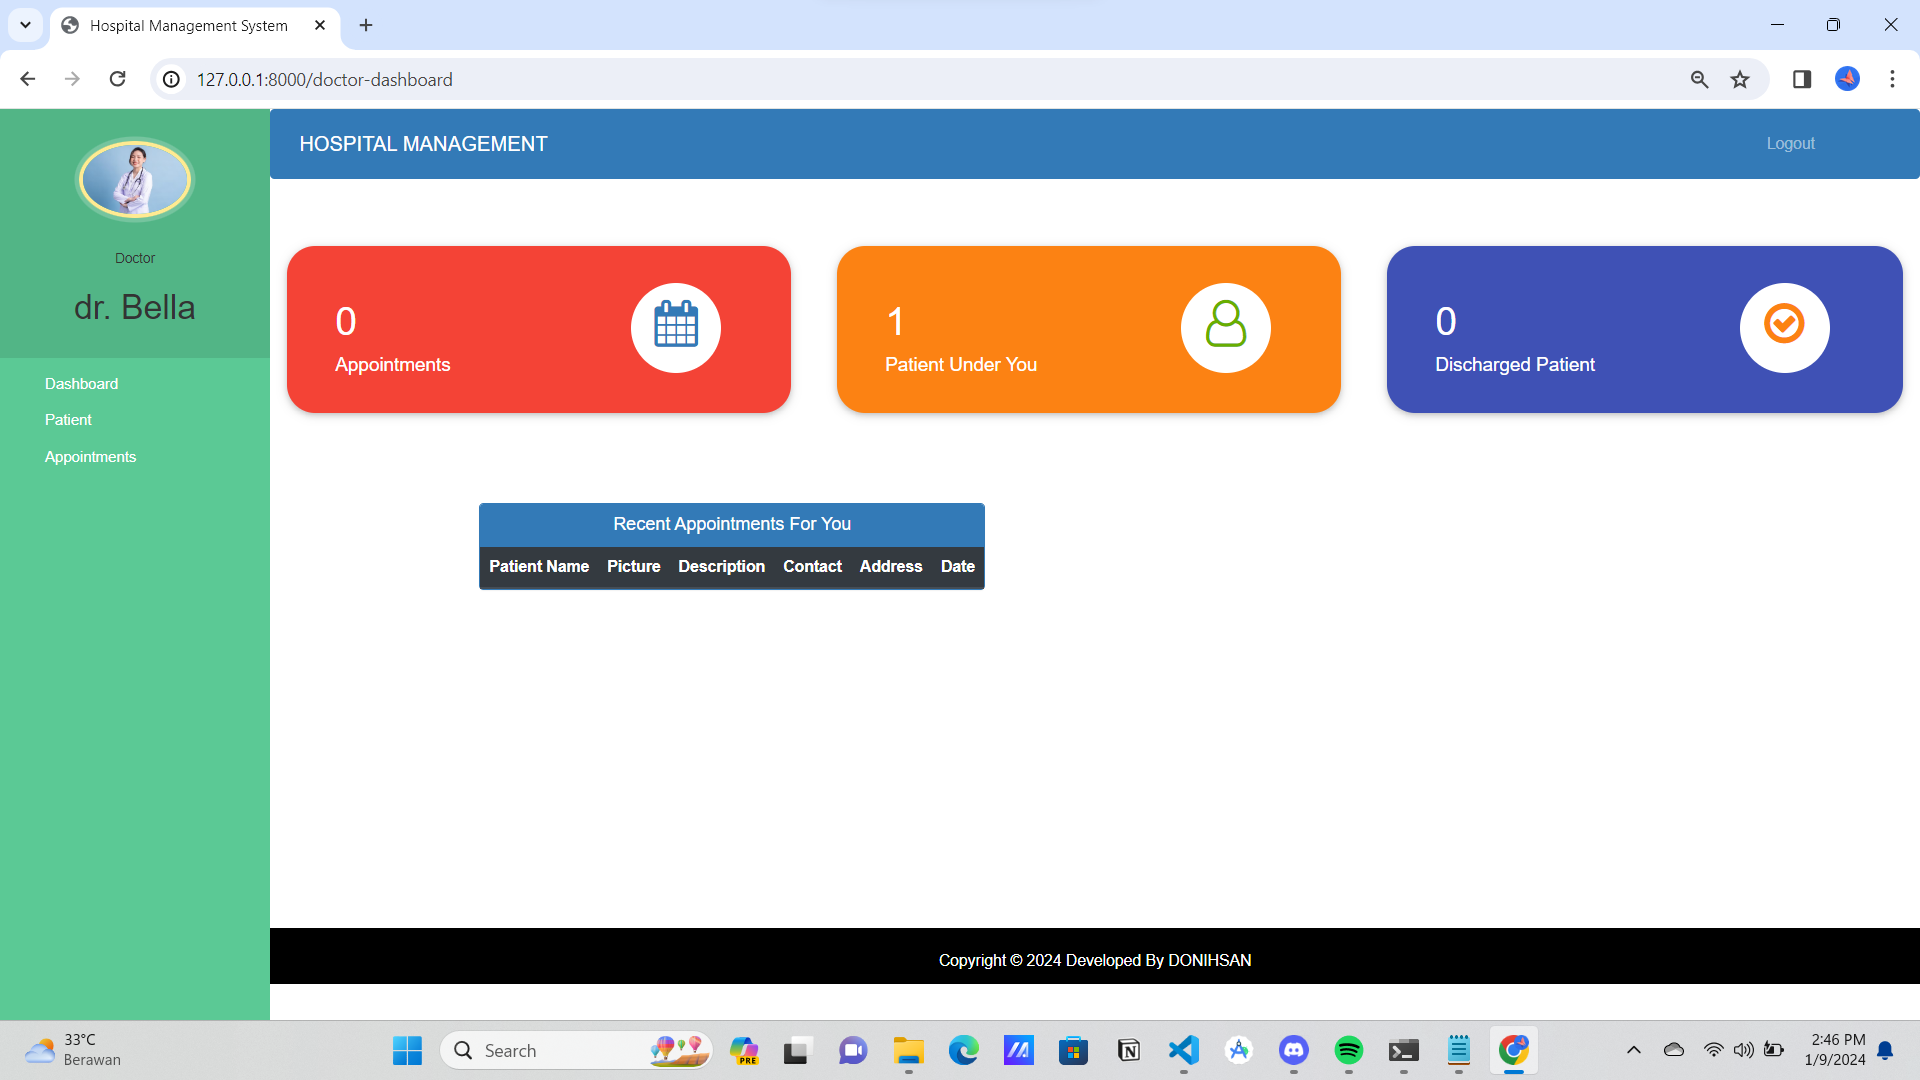 Hospital Management System
127.0.0.1:8000/doctor-dashboard
HOSPITAL MANAGEMENT
Logout
Doctor
dr. Bella
Dashboard
Patient
Appointments
0
Appointments
1
Patient Under You
0
Discharged Patient
Recent Appointments For You
Patient Name Picture Description Contact Address Date
Copyright © 2024 Developed By DONIHSAN
33°C
Berawan
Search
PRE
2:46 PM
1/9/2024